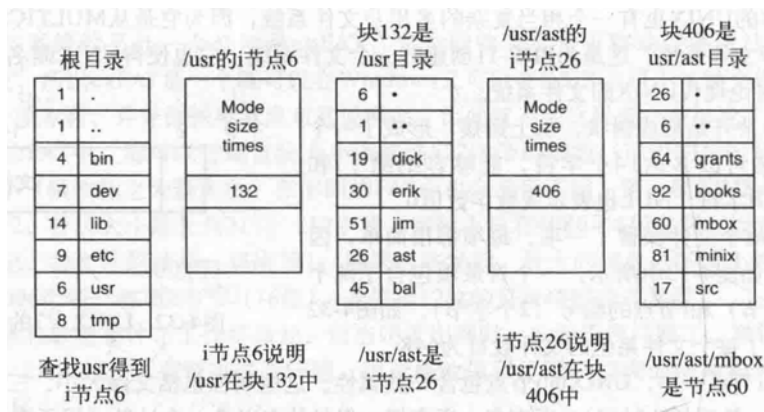 根目录
1 .
1 ..
4 bin
7 dev
14 lib
9 etc
6 usr
8 tmp
查找usr得到
i节点6
/usr的i节点6
Mode
size
times
132
i节点6说明
/usr在块132中
块132是
/usr目录
6 •
1 ••
19 dick
30 erik
51 jim
26 ast
45 bal
/usr/ast是
i节点26
/usr/ast的
i节点26
Mode
size
times
406
i节点26说明
/usr/ast在块
406中
块406是
/usr/ast目录
26 •
6 ••
64 grants
92 books
60 mbox
81 minix
17 src
/usr/ast/mbox
是节点60